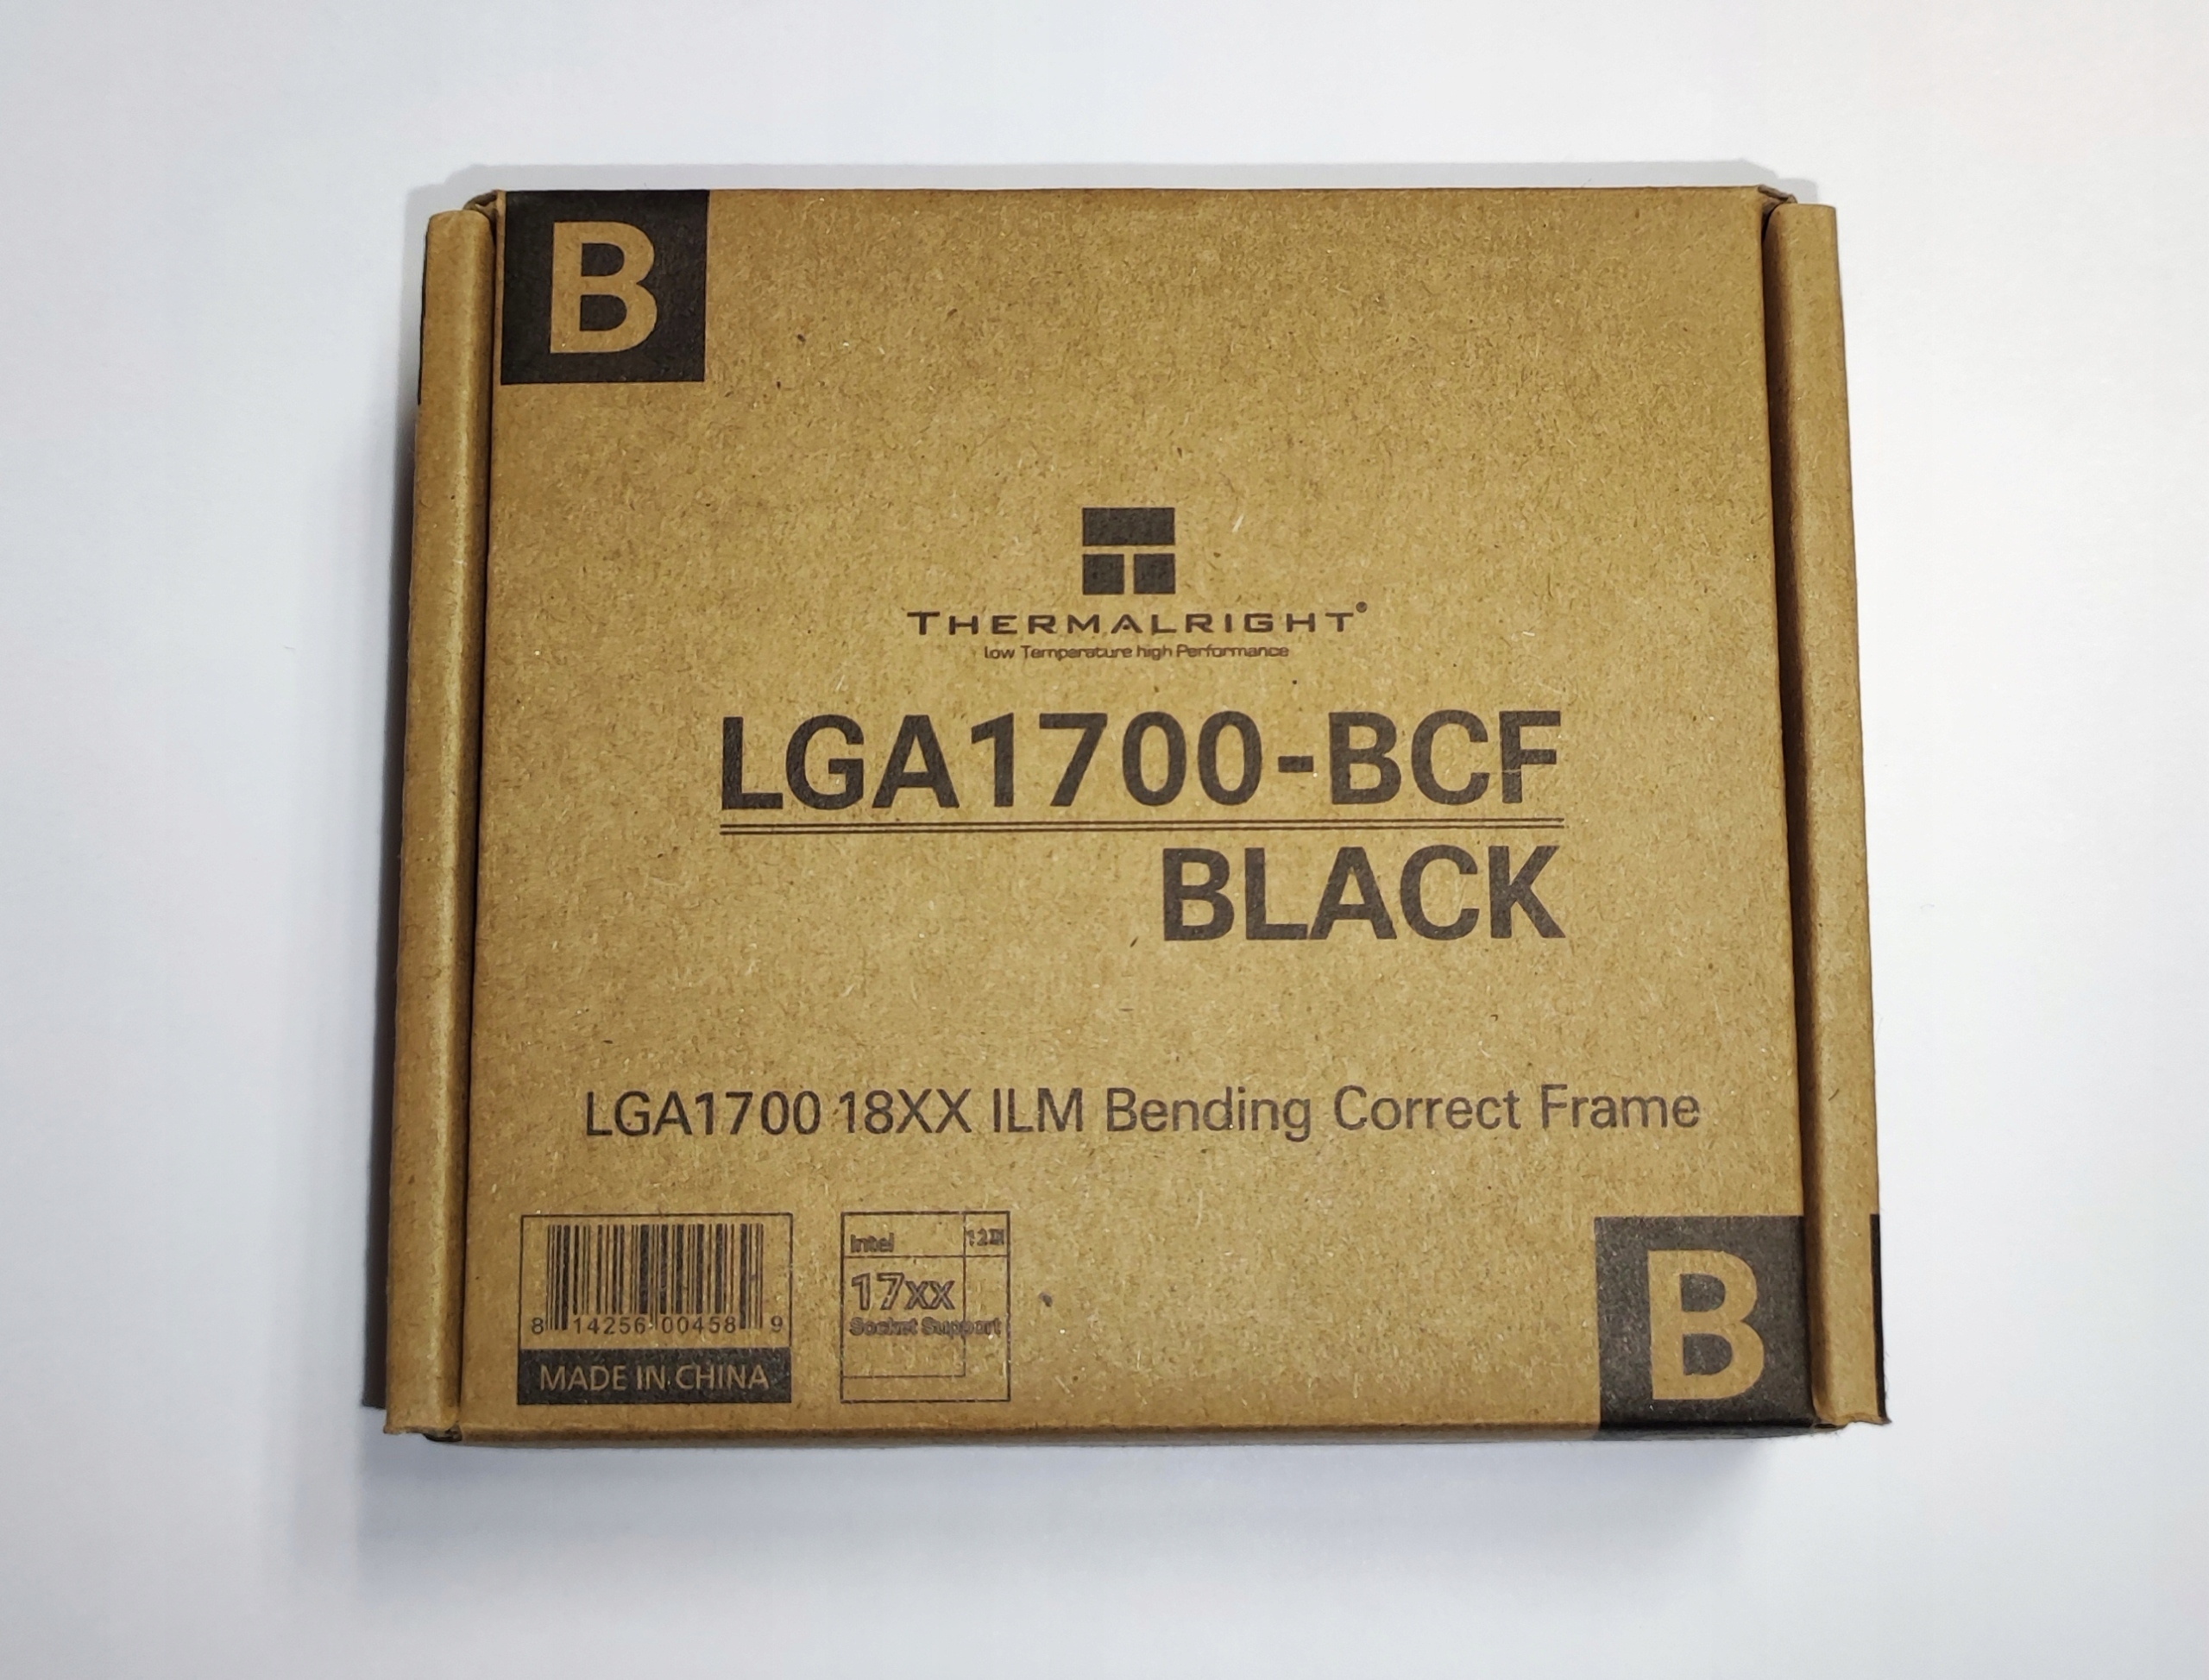 B
THERMALRIGHT®
low Temperature high Performance
LGA1700-BCF
BLACK
LGA1700 18XX ILM Bending Correct Frame
8 14256 00458 9
MADE IN CHINA
Intel
17xx
Socket Support
B